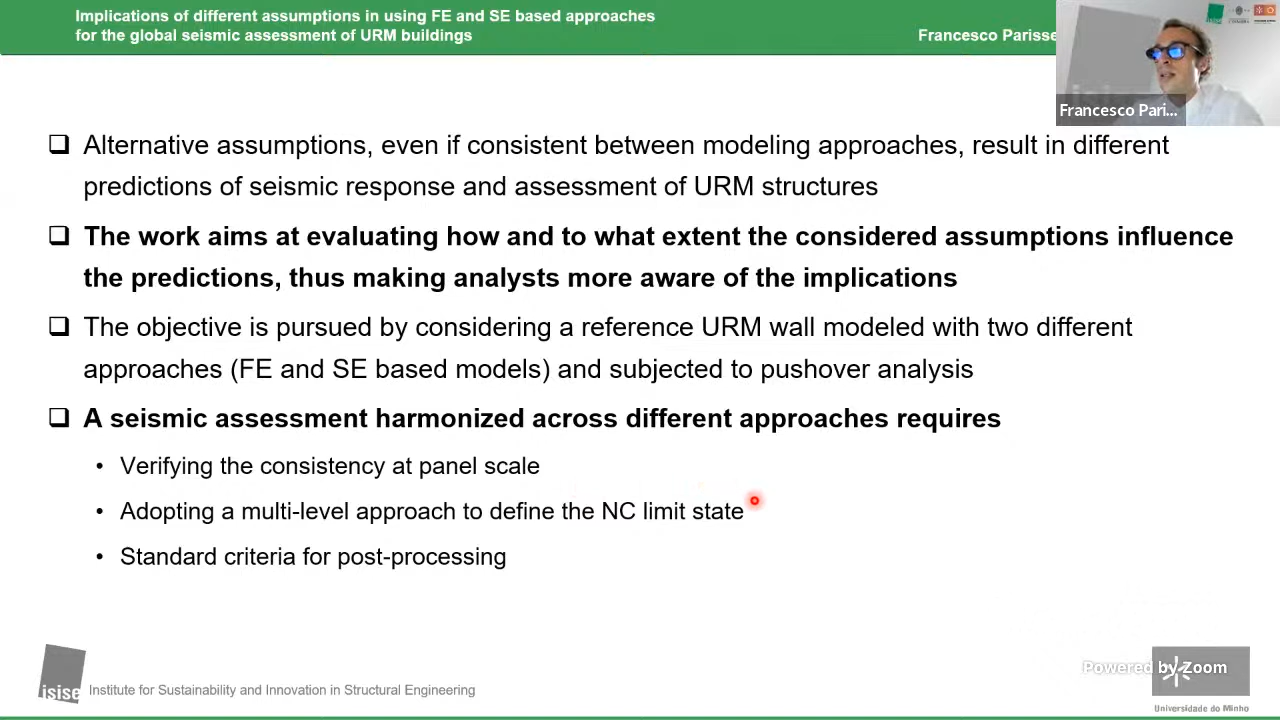 Implications of different assumptions in using FE and SE based approaches
for the global seismic assessment of URM buildings
Francesco Parisse
Francesco Pari...
❑ Alternative assumptions, even if consistent between modeling approaches, result in different
predictions of seismic response and assessment of URM structures
❑ The work aims at evaluating how and to what extent the considered assumptions influence
the predictions, thus making analysts more aware of the implications
❑ The objective is pursued by considering a reference URM wall modeled with two different
approaches (FE and SE based models) and subjected to pushover analysis
❑ A seismic assessment harmonized across different approaches requires
• Verifying the consistency at panel scale
• Adopting a multi-level approach to define the NC limit state
• Standard criteria for post-processing
isise
Institute for Sustainability and Innovation in Structural Engineering
Powered by Zoom
Universidade do Minho